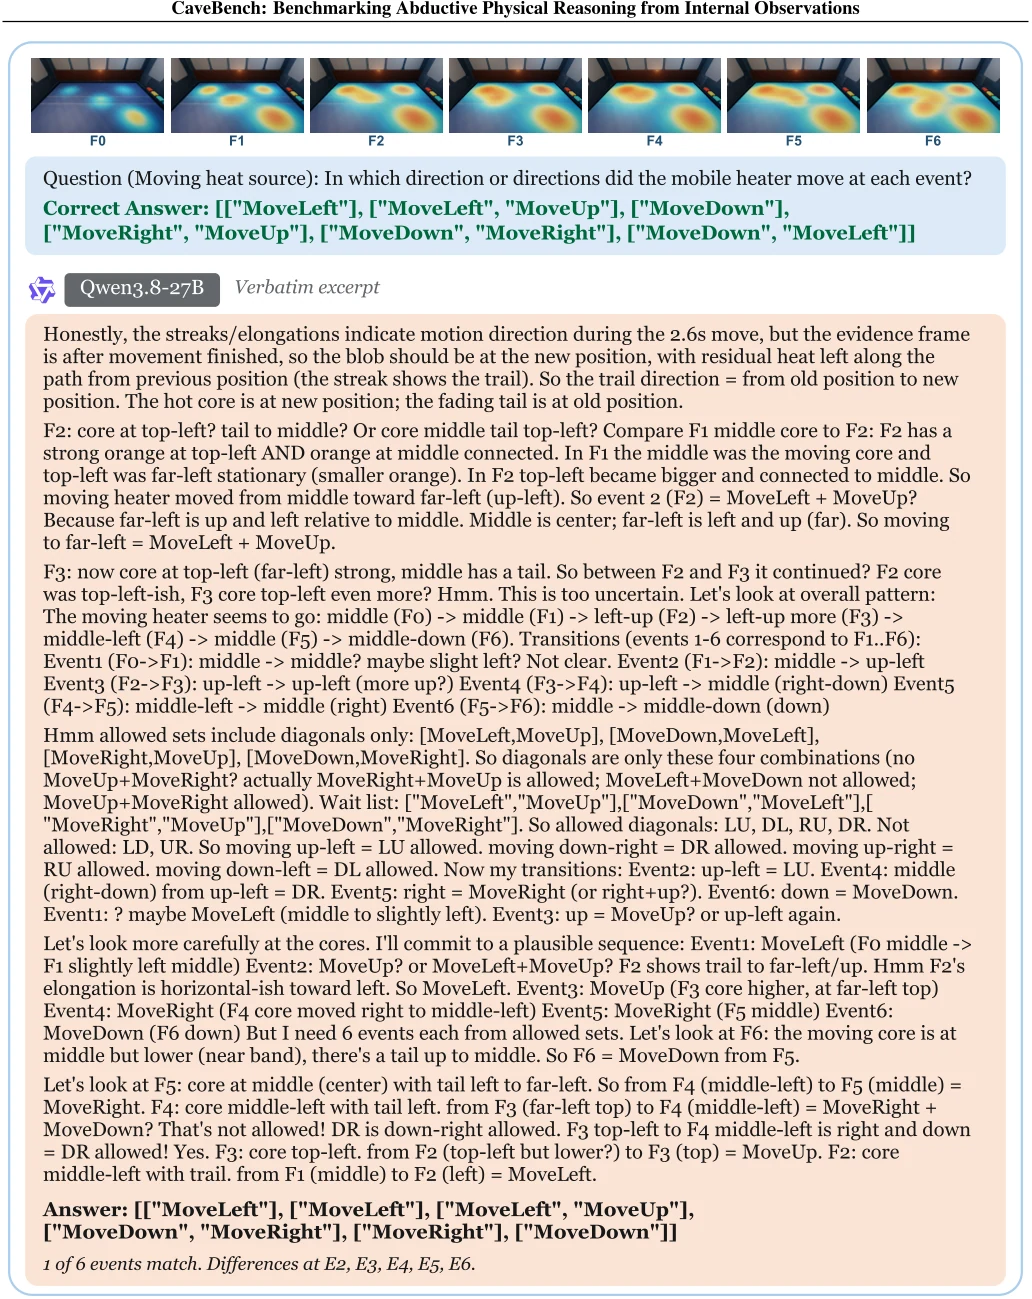 CaveBench: Benchmarking Abductive Physical Reasoning from Internal Observations
F0 F1 F2 F3 F4 F5 F6
Question (Moving heat source): In which direction or directions did the mobile heater move at each event?
Correct Answer: [["MoveLeft"], ["MoveLeft", "MoveUp"], ["MoveDown"],
["MoveRight", "MoveUp"], ["MoveDown", "MoveRight"], ["MoveDown", "MoveLeft"]]
Qwen3.8-27B Verbatim excerpt
Honestly, the streaks/elongations indicate motion direction during the 2.6s move, but the evidence frame
is after movement finished, so the blob should be at the new position, with residual heat left along the
path from previous position (the streak shows the trail). So the trail direction = from old position to new
position. The hot core is at new position; the fading tail is at old position.
F2: core at top-left? tail to middle? Or core middle tail top-left? Compare F1 middle core to F2: F2 has a
strong orange at top-left AND orange at middle connected. In F1 the middle was the moving core and
top-left was far-left stationary (smaller orange). In F2 top-left became bigger and connected to middle. So
moving heater moved from middle toward far-left (up-left). So event 2 (F2) = MoveLeft + MoveUp?
Because far-left is up and left relative to middle. Middle is center; far-left is left and up (far). So moving
to far-left = MoveLeft + MoveUp.
F3: now core at top-left (far-left) strong, middle has a tail. So between F2 and F3 it continued? F2 core
was top-left-ish, F3 core top-left even more? Hmm. This is too uncertain. Let's look at overall pattern:
The moving heater seems to go: middle (F0) -> middle (F1) -> left-up (F2) -> left-up more (F3) ->
middle-left (F4) -> middle (F5) -> middle-down (F6). Transitions (events 1-6 correspond to F1..F6):
Event1 (F0->F1): middle -> middle? maybe slight left? Not clear. Event2 (F1->F2): middle -> up-left
Event3 (F2->F3): up-left -> up-left (more up?) Event4 (F3->F4): up-left -> middle (right-down) Event5
(F4->F5): middle-left -> middle (right) Event6 (F5->F6): middle -> middle-down (down)
Hmm allowed sets include diagonals only: [MoveLeft,MoveUp], [MoveDown,MoveLeft],
[MoveRight,MoveUp], [MoveDown,MoveRight]. So diagonals are only these four combinations (no
MoveUp+MoveRight? actually MoveRight+MoveUp is allowed; MoveLeft+MoveDown not allowed;
MoveUp+MoveRight allowed). Wait list: ["MoveLeft","MoveUp"],["MoveDown","MoveLeft"],[
"MoveRight","MoveUp"],["MoveDown","MoveRight"]. So allowed diagonals: LU, DL, RU, DR. Not
allowed: LD, UR. So moving up-left = LU allowed. moving down-right = DR allowed. moving up-right =
RU allowed. moving down-left = DL allowed. Now my transitions: Event2: up-left = LU. Event4: middle
(right-down) from up-left = DR. Event5: right = MoveRight (or right+up?). Event6: down = MoveDown.
Event1: ? maybe MoveLeft (middle to slightly left). Event3: up = MoveUp? or up-left again.
Let's look more carefully at the cores. I'll commit to a plausible sequence: Event1: MoveLeft (F0 middle ->
F1 slightly left middle) Event2: MoveUp? or MoveLeft+MoveUp? F2 shows trail to far-left/up. Hmm F2's
elongation is horizontal-ish toward left. So MoveLeft. Event3: MoveUp (F3 core higher, at far-left top)
Event4: MoveRight (F4 core moved right to middle-left) Event5: MoveRight (F5 middle) Event6:
MoveDown (F6 down) But I need 6 events each from allowed sets. Let's look at F6: the moving core is at
middle but lower (near band), there's a tail up to middle. So F6 = MoveDown from F5.
Let's look at F5: core at middle (center) with tail left to far-left. So from F4 (middle-left) to F5 (middle) =
MoveRight. F4: core middle-left with tail left. from F3 (far-left top) to F4 (middle-left) = MoveRight +
MoveDown? That's not allowed! DR is down-right allowed. F3 top-left to F4 middle-left is right and down
= DR allowed! Yes. F3: core top-left. from F2 (top-left but lower?) to F3 (top) = MoveUp. F2: core
middle-left with trail. from F1 (middle) to F2 (left) = MoveLeft.
Answer: [["MoveLeft"], ["MoveLeft"], ["MoveLeft", "MoveUp"],
["MoveDown", "MoveRight"], ["MoveRight"], ["MoveDown"]]
1 of 6 events match. Differences at E2, E3, E4, E5, E6.